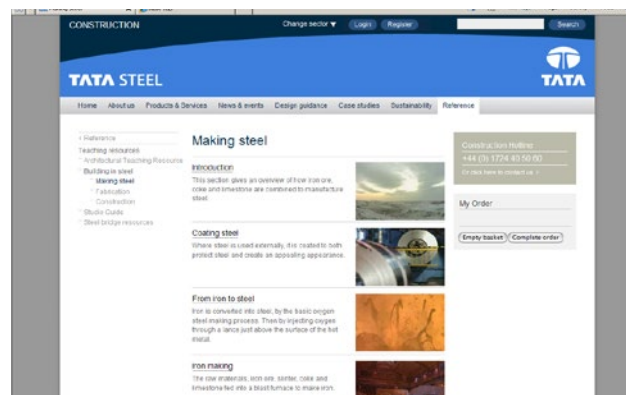 CONSTRUCTION
Change sector ▼
Login
Register
Search
TATA STEEL
TATA
Home About us Products & Services News & events Design guidance Case studies Sustainability Reference
Reference
Teaching resources
Architectural Teaching Resource
Building in steel
Making steel
Fabrication
Construction
Studio Guide
Steel bridge resources
Making steel
Introduction
This section gives an overview of how iron ore,
coke and limestone are combined to manufacture
steel.
Coating steel
Where steel is used externally, it is coated to both
protect steel and create an appealing appearance.
From iron to steel
Iron is converted into steel, by the basic oxygen
steel making process. Then by injecting oxygen
through a lance just above the surface of the hot
metal.
Iron making
The raw materials, iron ore, sinter, coke and
limestone fed into a blast furnace to make iron.
Construction Hotline
+44 (0) 1724 40 50 60
Or click here to contact us
My Order
Empty basket
Complete order